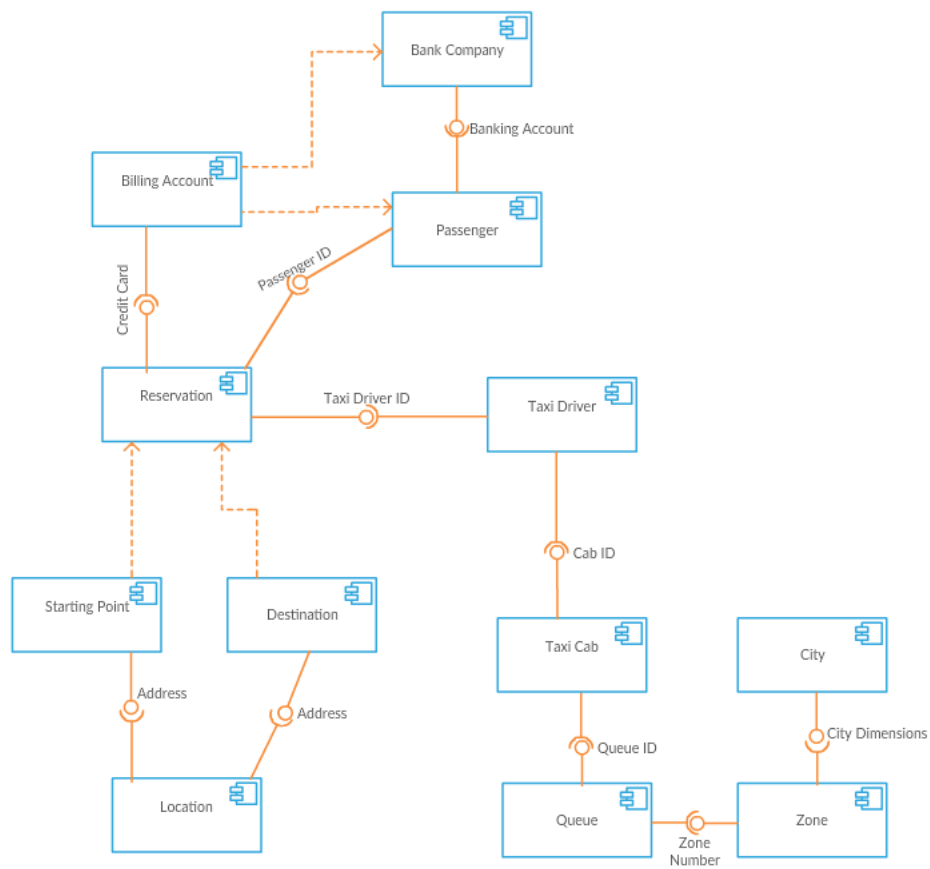 Bank Company
Banking Account
Billing Account
Passenger
Passenger ID
Credit Card
Reservation
Taxi Driver ID
Taxi Driver
Cab ID
Starting Point
Destination
Taxi Cab
City
Address
Address
Queue ID
City Dimensions
Location
Queue
Zone
Zone
Number